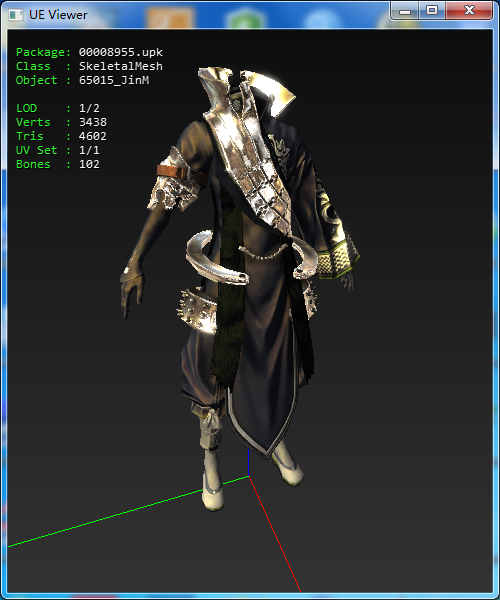 UE Viewer
Package: 00008955.upk
Class  : SkeletalMesh
Object : 65015_JinM
LOD    : 1/2
Verts  : 3438
Tris   : 4602
UV Set : 1/1
Bones  : 102